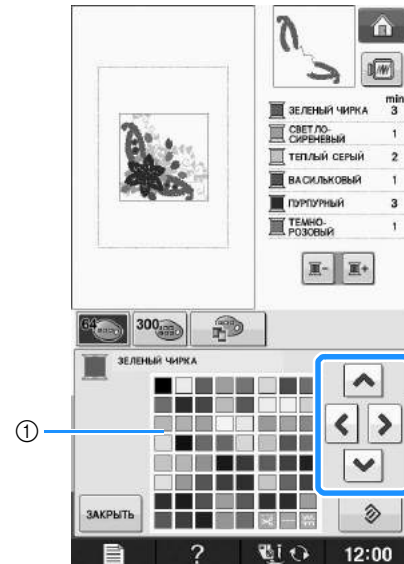 min
ЗЕЛЕНЫЙ ЧИРКА 3
СВЕТЛО-
СИРЕНЕВЫЙ 1
ТЕПЛЫЙ СЕРЫЙ 2
ВАСИЛЬКОВЫЙ 1
ПУРПУРНЫЙ 3
ТЕМНО-
РОЗОВЫЙ 1
64 300
ЗЕЛЕНЫЙ ЧИРКА
1
ЗАКРЫТЬ
? 12:00